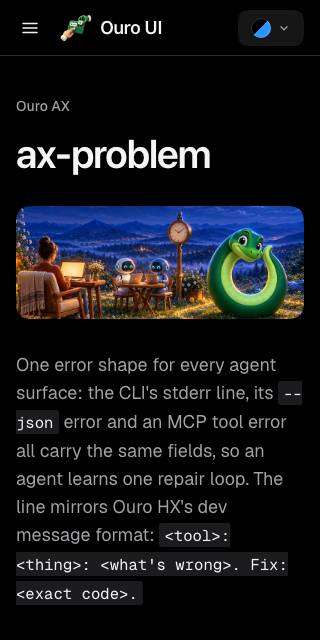 Ouro UI
Ouro AX
ax-problem
One error shape for every agent
surface: the CLI's stderr line, its --
json error and an MCP tool error
all carry the same fields, so an
agent learns one repair loop. The
line mirrors Ouro HX's dev
message format: <tool>:
<thing>: <what's wrong>. Fix:
<exact code>.